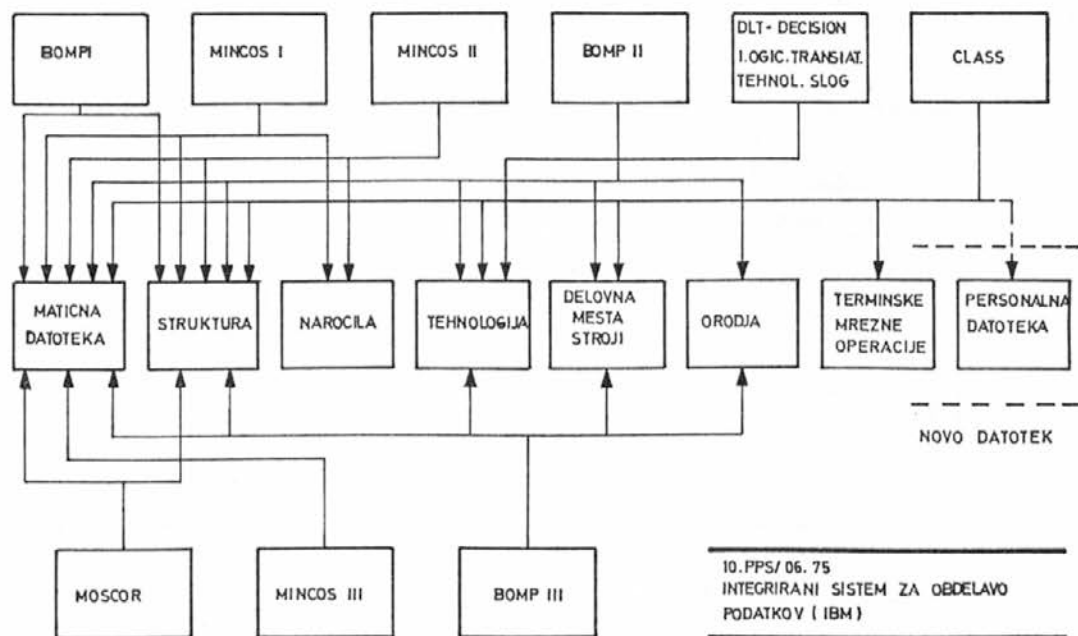 BOMPI
MINCOS I
MINCOS II
BOMP II
DLT - DECISION
LOGIC. TRANSIAT.
TEHNOL. SLOG
CLASS
MATICNA
DATOTEKA
STRUKTURA
NAROCILA
TEHNOLOGIJA
DELOVNA
MESTA
STROJI
ORODJA
TERMINSKE
MREZNE
OPERACIJE
PERSONALNA
DATOTEKA
NOVO DATOTEK
MOSCOR
MINCOS III
BOMP III
10. PPS/ 06. 75
INTEGRIRANI SISTEM ZA OBDELAVO
PODATKOV ( IBM )